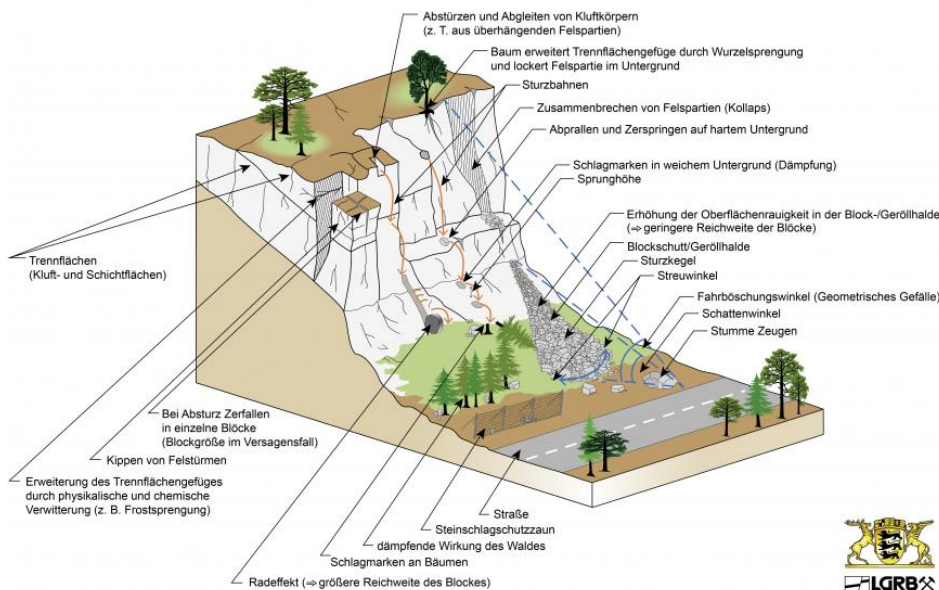 Abstürzen und Abgleiten von Kluftkörpern
(z. T. aus überhängenden Felspartien)
Baum erweitert Trennflächengefüge durch Wurzelsprengung
und lockert Felspartie im Untergrund
Sturzbahnen
Zusammenbrechen von Felspartien (Kollaps)
Abprallen und Zerspringen auf hartem Untergrund
Schlagmarken in weichem Untergrund (Dämpfung)
Sprunghöhe
Erhöhung der Oberflächenrauigkeit in der Block-/Geröllhalde
(⇒ geringere Reichweite der Blöcke)
Blockschutt/Geröllhalde
Sturzkegel
Streuwinkel
Fahrböschungswinkel (Geometrisches Gefälle)
Schattenwinkel
Stumme Zeugen
Trennflächen
(Kluft- und Schichtflächen)
Bei Absturz Zerfallen
in einzelne Blöcke
(Blockgröße im Versagensfall)
Kippen von Felstürmen
Erweiterung des Trennflächengefüges
durch physikalische und chemische
Verwitterung (z. B. Frostsprengung)
Straße
Steinschlagschutzzaun
dämpfende Wirkung des Waldes
Schlagmarken an Bäumen
Radeffekt (⇒ größere Reichweite des Blockes)
LGRB